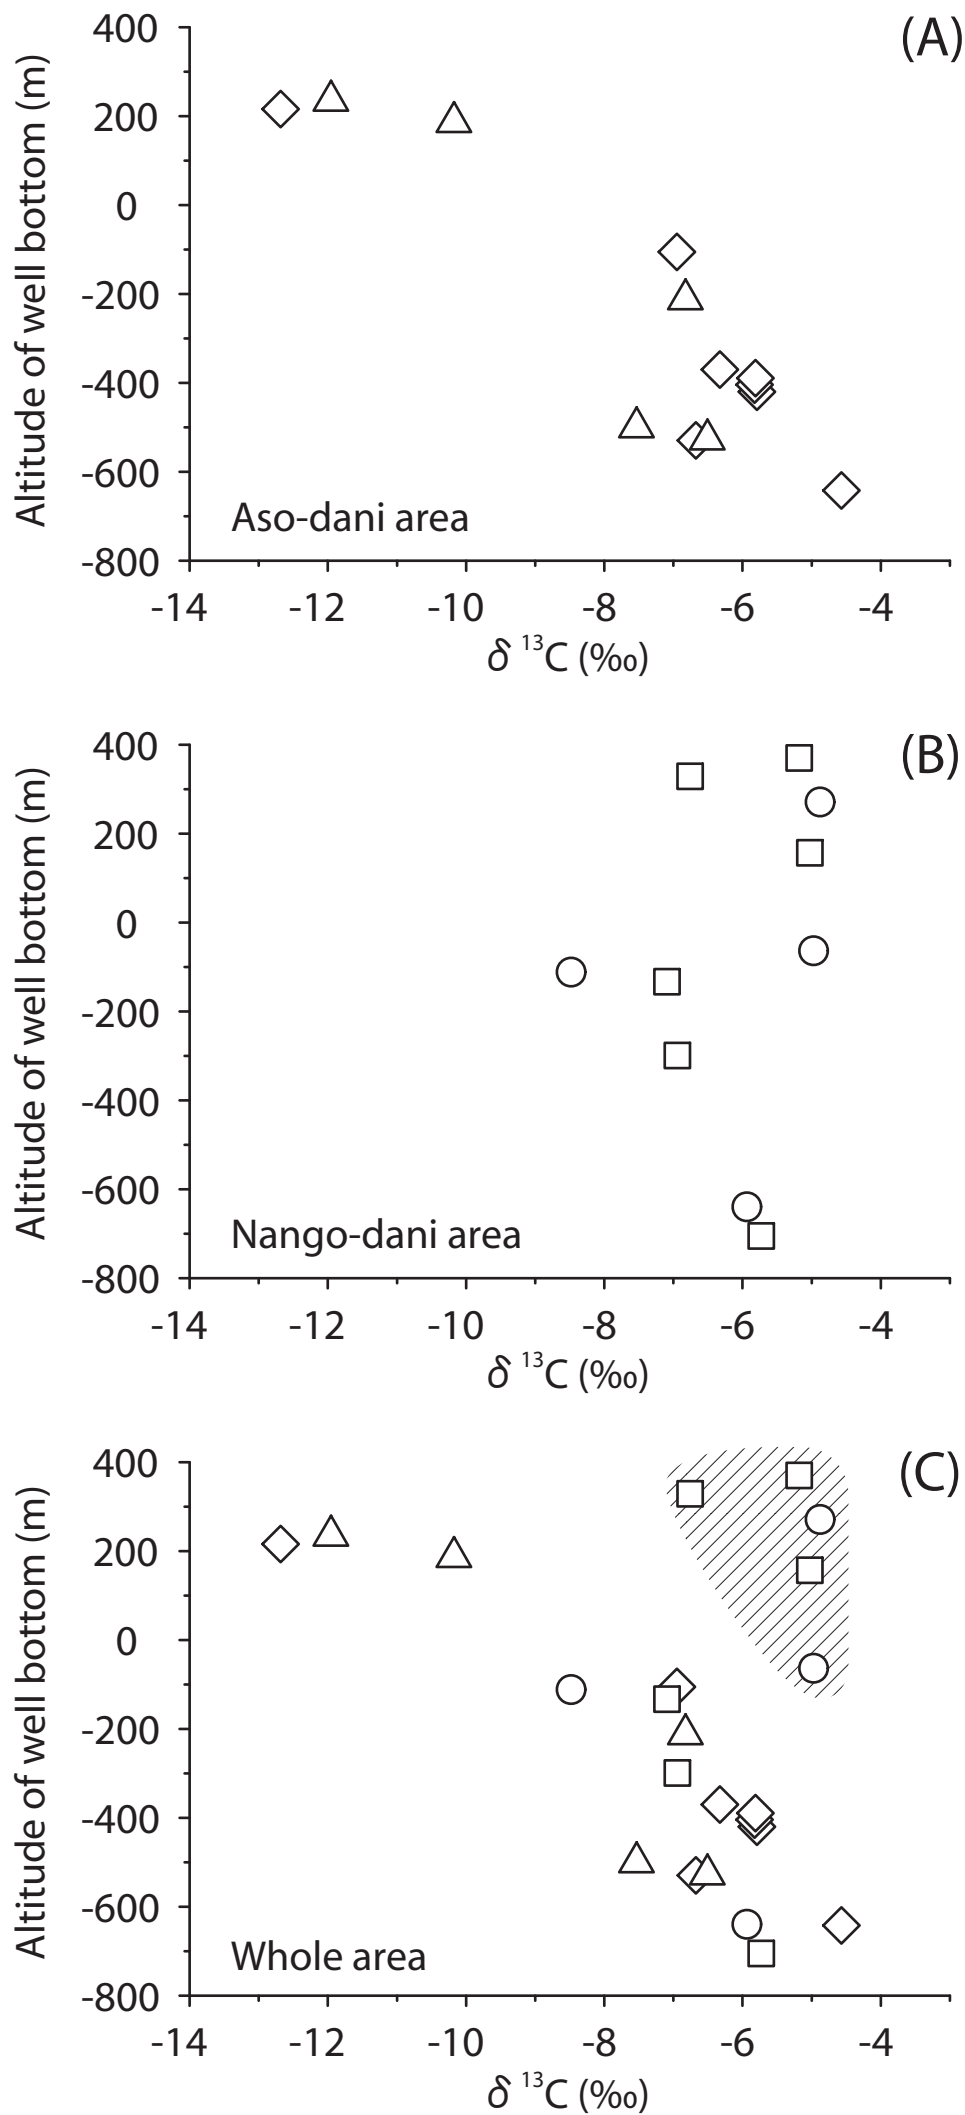 (A)
400
200
0
-200
-400
-600
-800
Altitude of well bottom (m)
Aso-dani area
-14 -12 -10 -8 -6 -4
δ ¹³C (‰)
(B)
400
200
0
-200
-400
-600
-800
Altitude of well bottom (m)
Nango-dani area
-14 -12 -10 -8 -6 -4
δ ¹³C (‰)
(C)
400
200
0
-200
-400
-600
-800
Altitude of well bottom (m)
Whole area
-14 -12 -10 -8 -6 -4
δ ¹³C (‰)